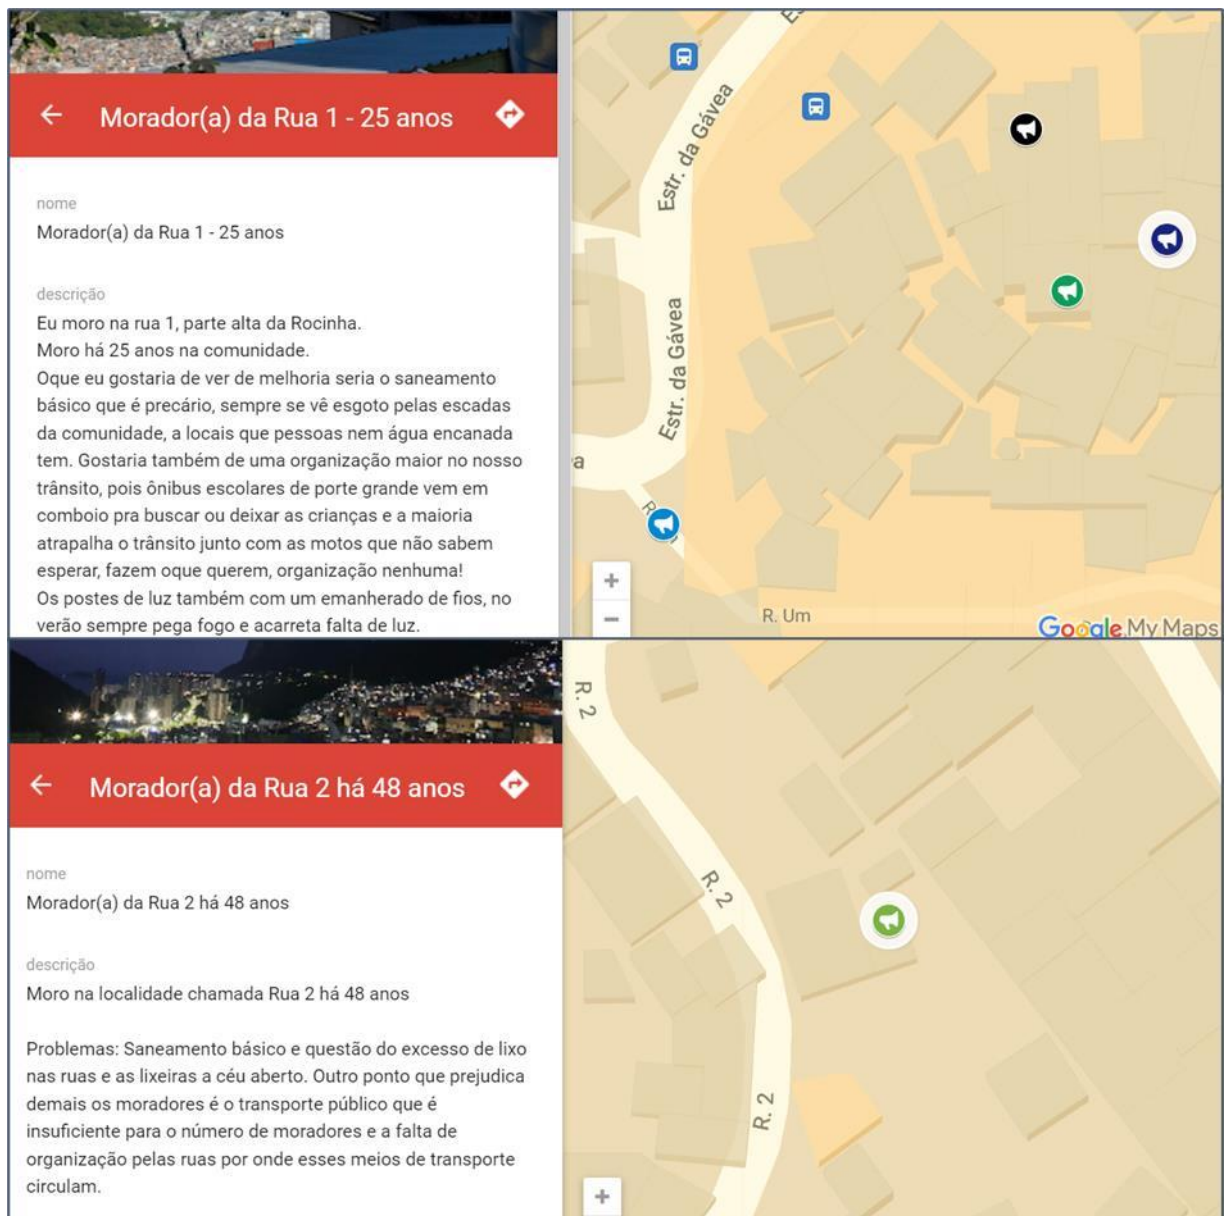 Morador(a) da Rua 1 - 25 anos
nome
Morador(a) da Rua 1 - 25 anos
descrição
Eu moro na rua 1, parte alta da Rocinha.
Moro há 25 anos na comunidade.
Oque eu gostaria de ver de melhoria seria o saneamento
básico que é precário, sempre se vê esgoto pelas escadas
da comunidade, a locais que pessoas nem água encanada
tem. Gostaria também de uma organização maior no nosso
trânsito, pois ônibus escolares de porte grande vem em
comboio pra buscar ou deixar as crianças e a maioria
atrapalha o trânsito junto com as motos que não sabem
esperar, fazem oque querem, organização nenhuma!
Os postes de luz também com um emanherado de fios, no
verão sempre pega fogo e acarreta falta de luz.
Estr. da Gávea
Estr. da Gávea
R. Um
Google My Maps
Morador(a) da Rua 2 há 48 anos
nome
Morador(a) da Rua 2 há 48 anos
descrição
Moro na localidade chamada Rua 2 há 48 anos
Problemas: Saneamento básico e questão do excesso de lixo
nas ruas e as lixeiras a céu aberto. Outro ponto que prejudica
demais os moradores é o transporte público que é
insuficiente para o número de moradores e a falta de
organização pelas ruas por onde esses meios de transporte
circulam.
R. 2
R. 2
R. 2